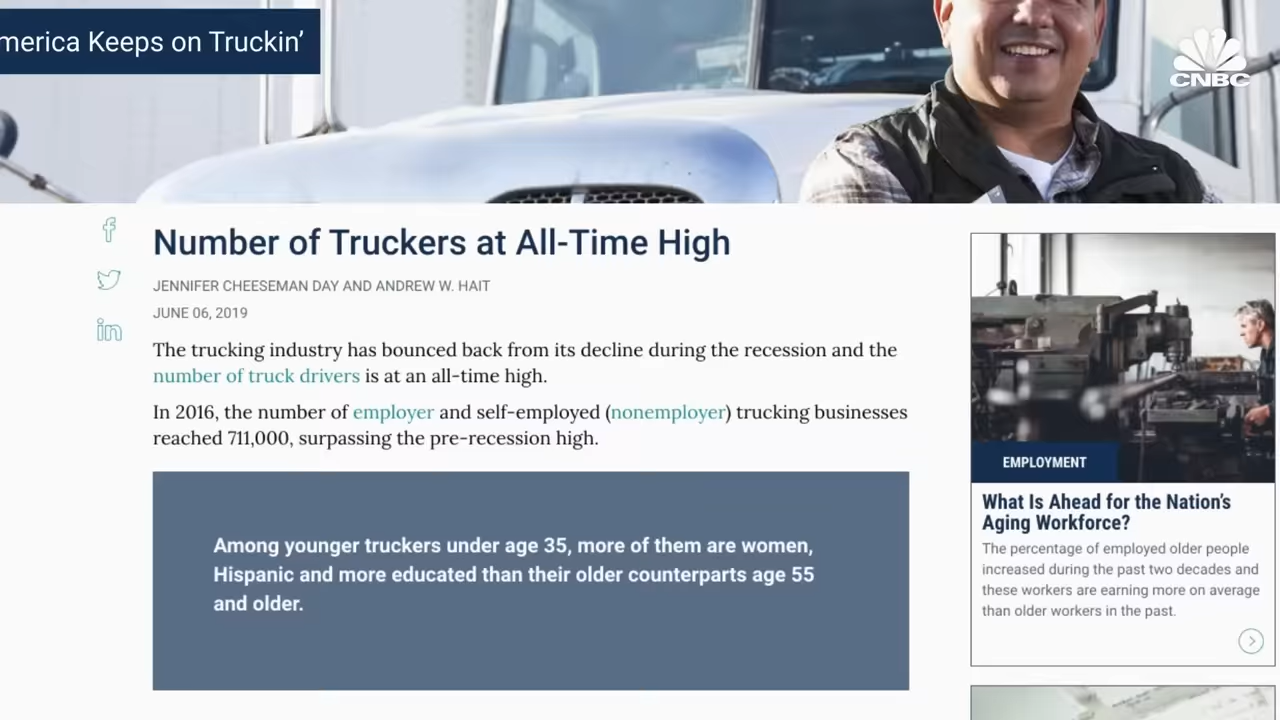 merica Keeps on Truckin’
CNBC
Number of Truckers at All-Time High
JENNIFER CHEESEMAN DAY AND ANDREW W. HAIT
JUNE 06, 2019
The trucking industry has bounced back from its decline during the recession and the
number of truck drivers is at an all-time high.
In 2016, the number of employer and self-employed (nonemployer) trucking businesses
reached 711,000, surpassing the pre-recession high.
Among younger truckers under age 35, more of them are women,
Hispanic and more educated than their older counterparts age 55
and older.
EMPLOYMENT
What Is Ahead for the Nation’s
Aging Workforce?
The percentage of employed older people
increased during the past two decades and
these workers are earning more on average
than older workers in the past.